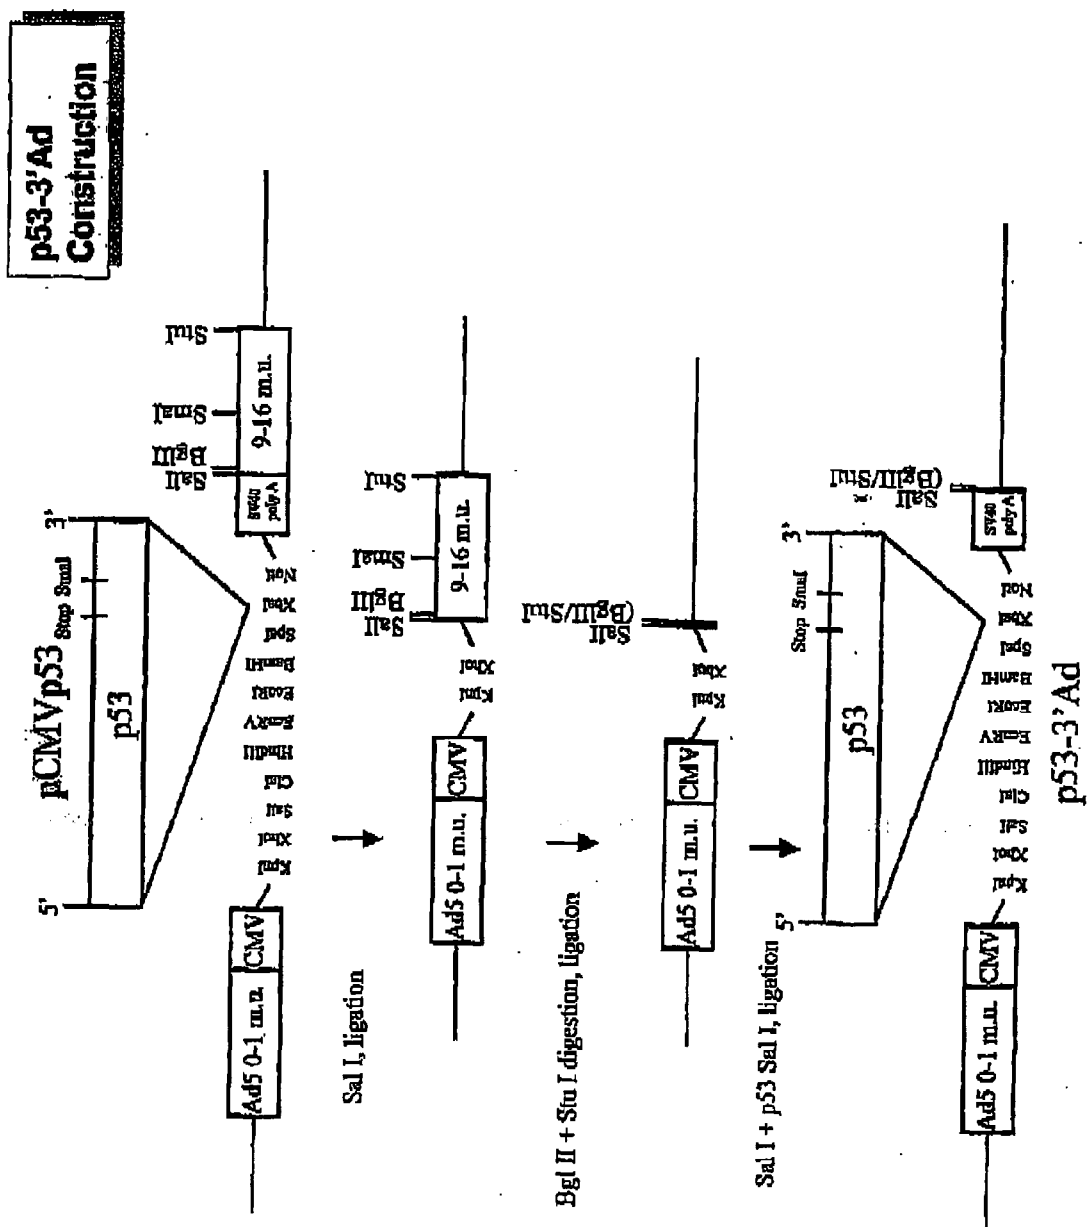 p53-3'Ad
Construction
pCMVp53
5'
Stop SmaI
3'
p53
Ad5 0-1 m.u. CMV
KpnI XhoI SalI ClaI HindIII EcoRV EcoRI BamHI SpeI XbaI NotI
SV40
poly A
9-16 m.u.
SalI BglII SmaI StuI
Sal I, ligation
Ad5 0-1 m.u. CMV
KpnI XhoI
SalI BglII SmaI StuI
9-16 m.u.
Bgl II + Stu I digestion, ligation
Ad5 0-1 m.u. CMV
KpnI XhoI
SalI
(BglII/StuI
Sal I + p53 Sal I, ligation
5'
Stop SmaI
3'
p53
Ad5 0-1 m.u. CMV
KpnI XhoI SalI ClaI HindIII EcoRV EcoRI BamHI SpeI XbaI NotI
SV40
poly A
SalI
(BglII/StuI
p53-3'Ad